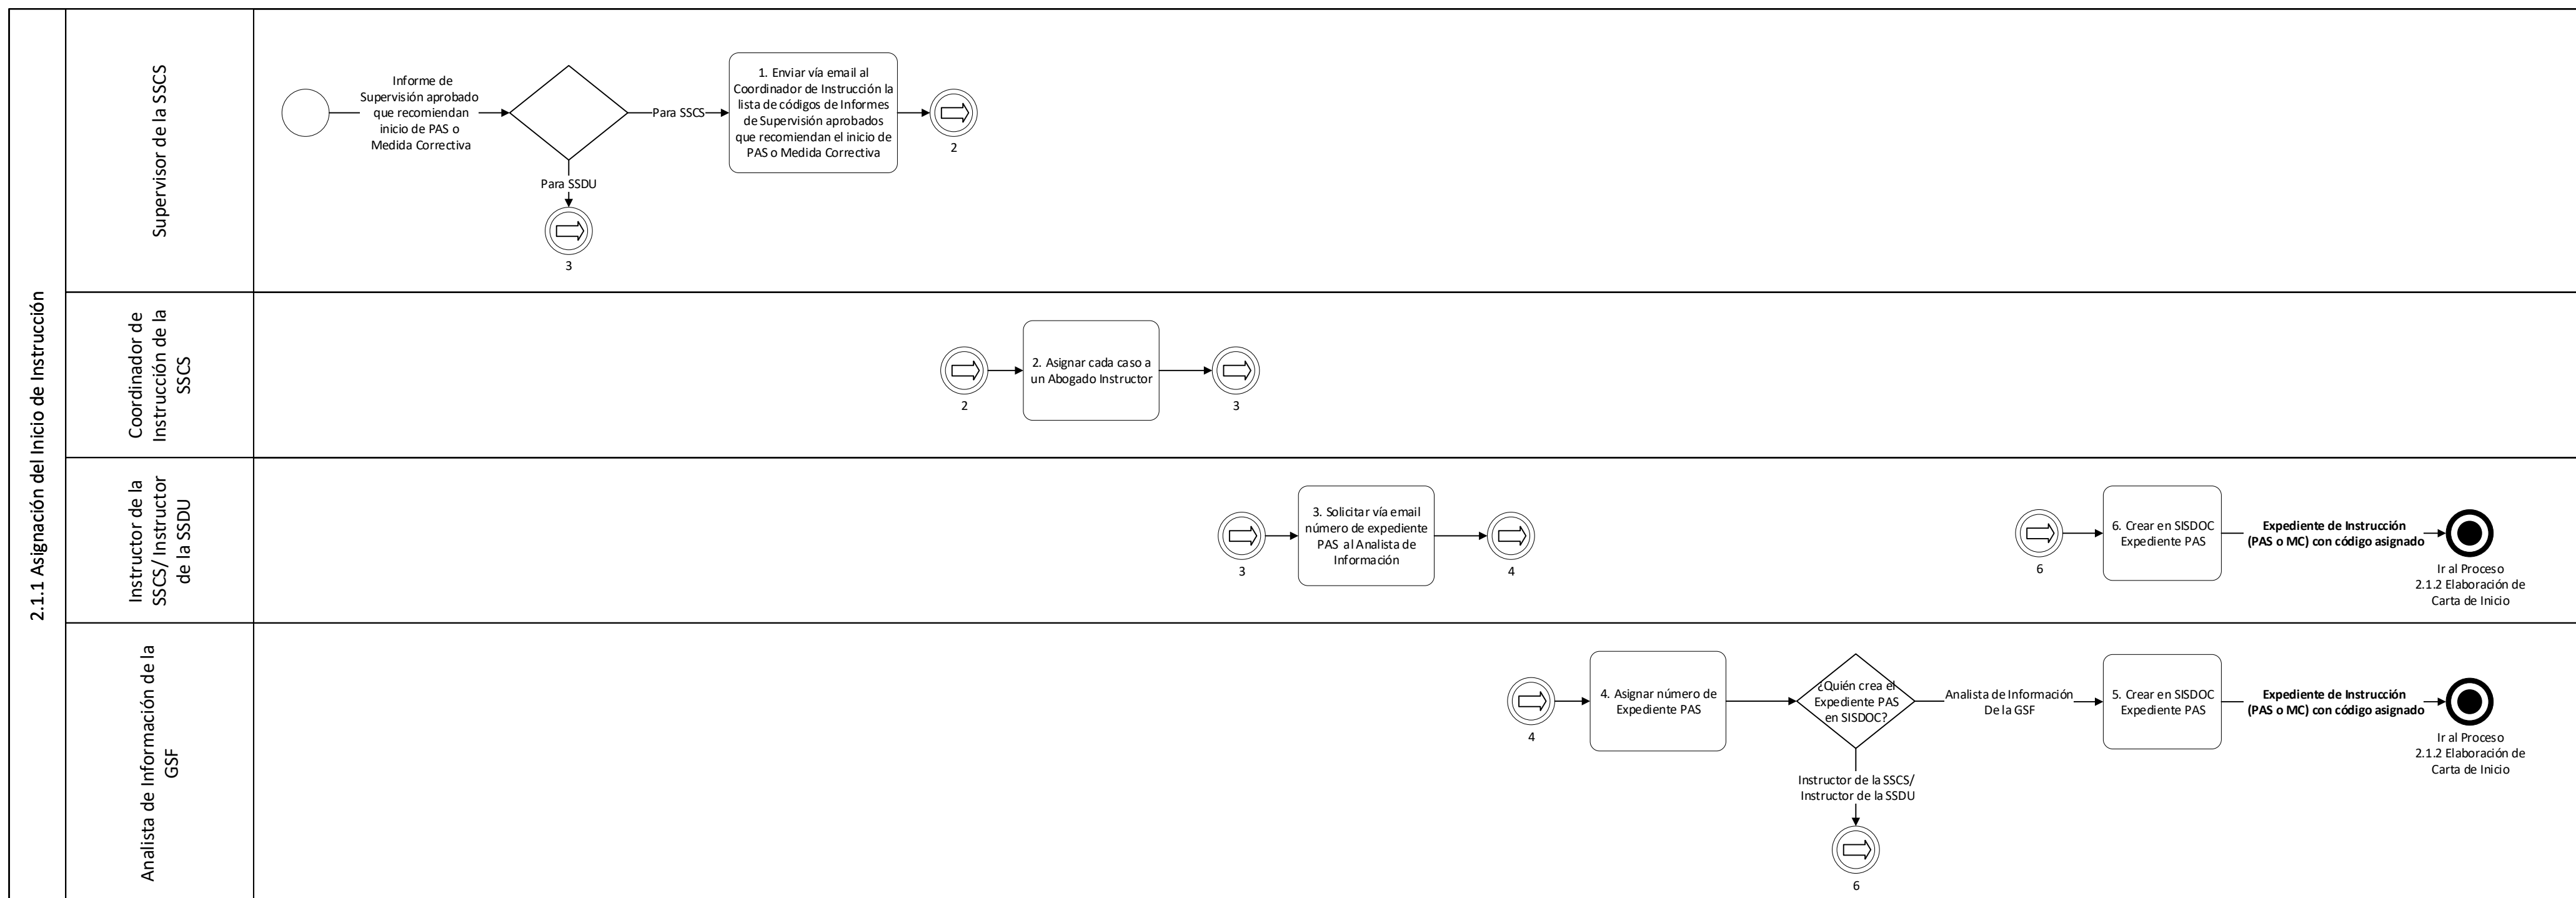 2.1.1 Asignación del Inicio de Instrucción
Supervisor de la SSCS
Informe de
Supervisión aprobado
que recomiendan
inicio de PAS o
Medida Correctiva
Para SSCS
Para SSDU
3
1. Enviar vía email al
Coordinador de Instrucción la
lista de códigos de Informes
de Supervisión aprobados
que recomiendan el inicio de
PAS o Medida Correctiva
2
Coordinador de
Instrucción de la
SSCS
2
2. Asignar cada caso a
un Abogado Instructor
3
Instructor de la
SSCS/ Instructor
de la SSDU
3
3. Solicitar vía email
número de expediente
PAS al Analista de
Información
4
6
6. Crear en SISDOC
Expediente PAS
Expediente de Instrucción
(PAS o MC) con código asignado
Ir al Proceso
2.1.2 Elaboración de
Carta de Inicio
Analista de Información de la
GSF
4
4. Asignar número de
Expediente PAS
¿Quién crea el
Expediente PAS
en SISDOC?
Analista de Información
De la GSF
Instructor de la SSCS/
Instructor de la SSDU
6
5. Crear en SISDOC
Expediente PAS
Expediente de Instrucción
(PAS o MC) con código asignado
Ir al Proceso
2.1.2 Elaboración de
Carta de Inicio